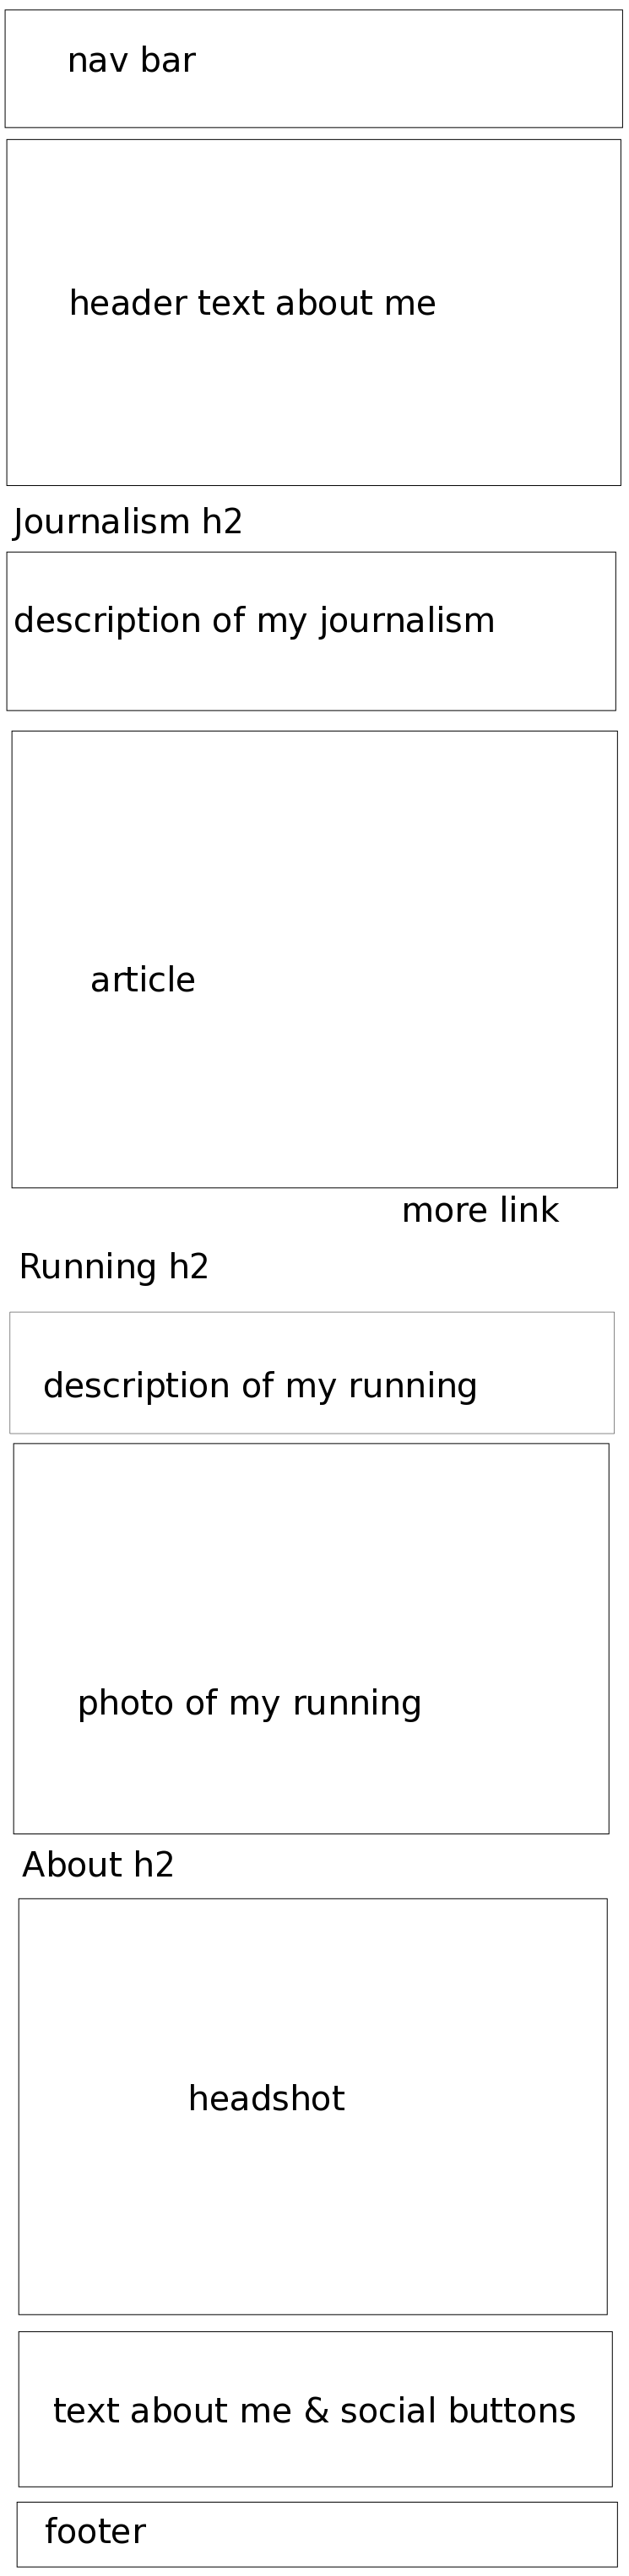 nav bar
header text about me
Journalism h2
description of my journalism
article
more link
Running h2
description of my running
photo of my running
About h2
headshot
text about me & social buttons
footer